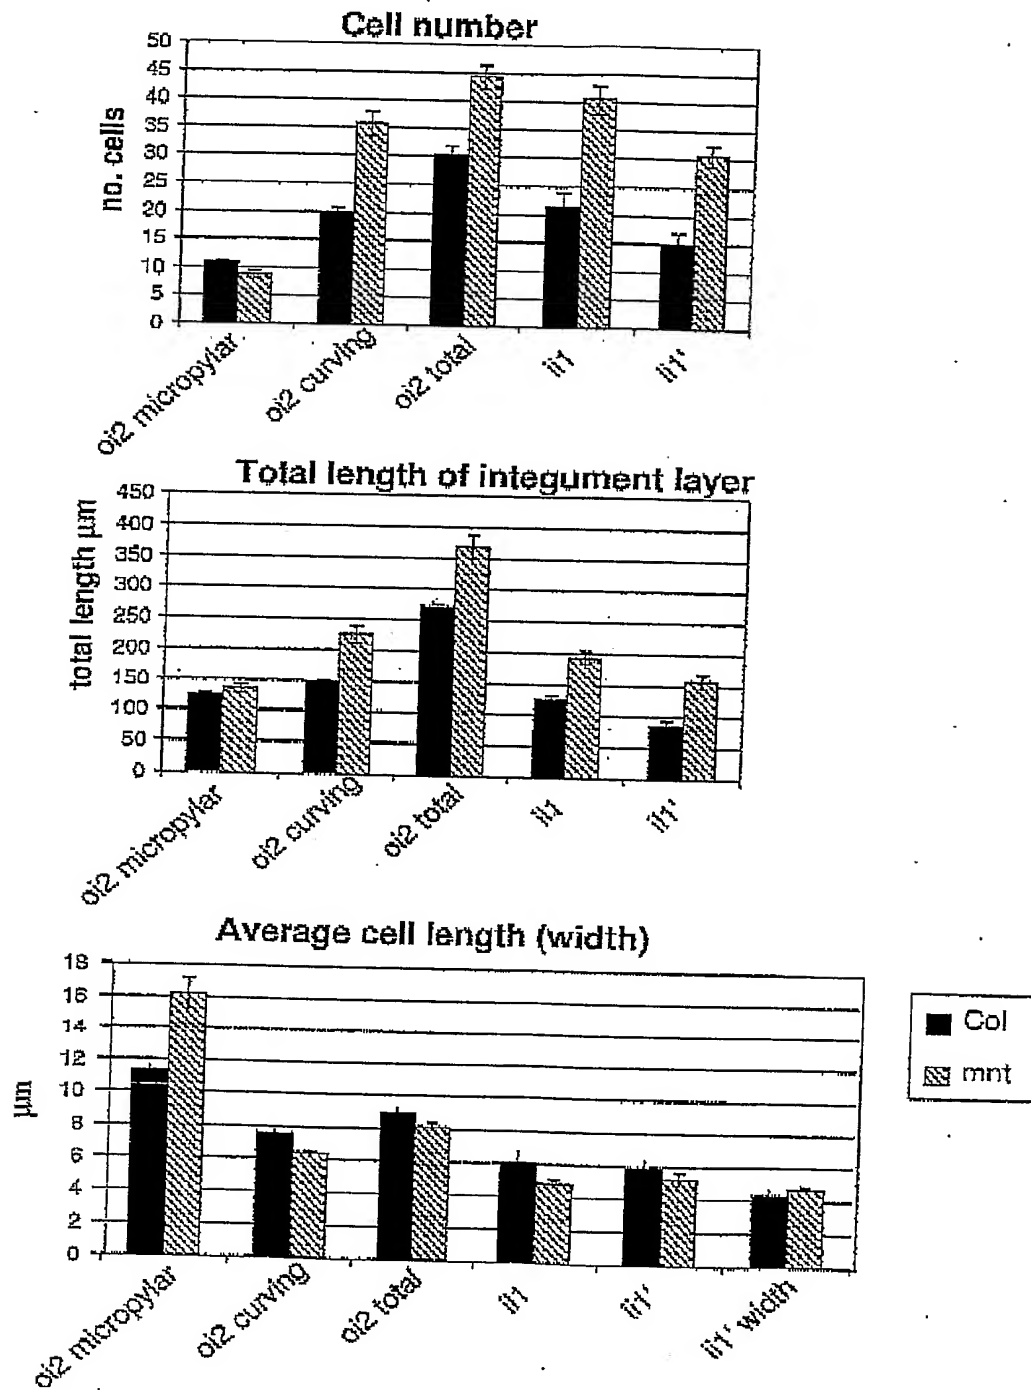 Cell number
no. cells
50
45
40
35
30
25
20
15
10
5
0
oi2 micropylar
oi2 curving
oi2 total
ii1
ii1'
Total length of integument layer
total length µm
450
400
350
300
250
200
150
100
50
0
oi2 micropylar
oi2 curving
oi2 total
ii1
ii1'
Average cell length (width)
µm
18
16
14
12
10
8
6
4
2
0
oi2 micropylar
oi2 curving
oi2 total
ii1
ii1'
ii1' width
Col
mnt